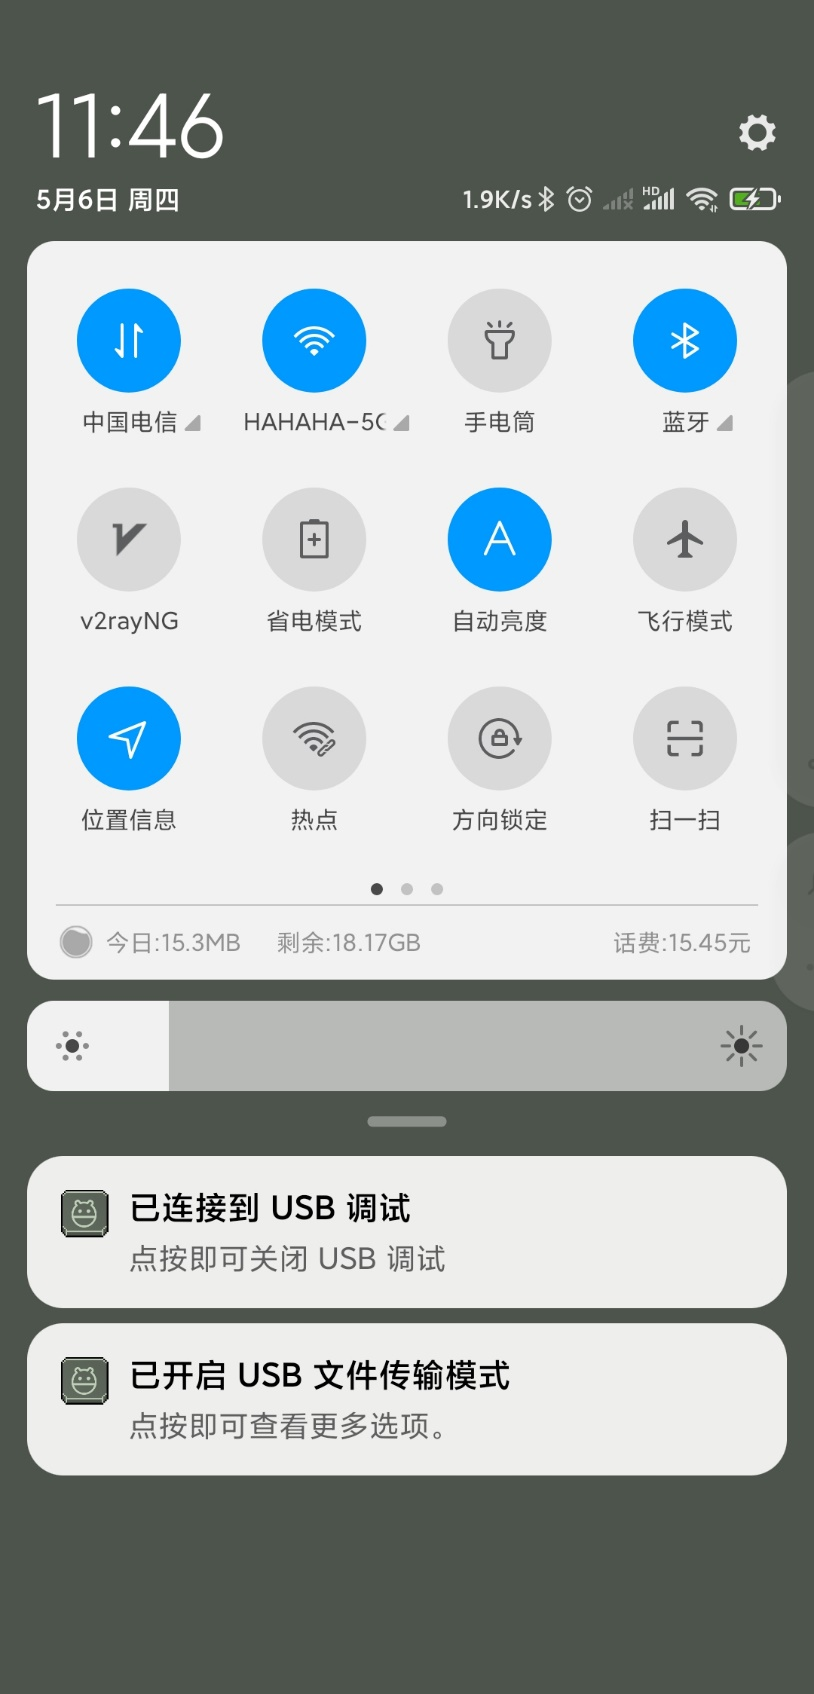 11:46
5月6日 周四
1.9K/s HD
中国电信 HAHAHA-5 手电筒 蓝牙
v2rayNG 省电模式 自动亮度 飞行模式
A
位置信息 热点 方向锁定 扫一扫
今日:15.3MB 剩余:18.17GB 话费:15.45元
已连接到 USB 调试
点按即可关闭 USB 调试
已开启 USB 文件传输模式
点按即可查看更多选项。